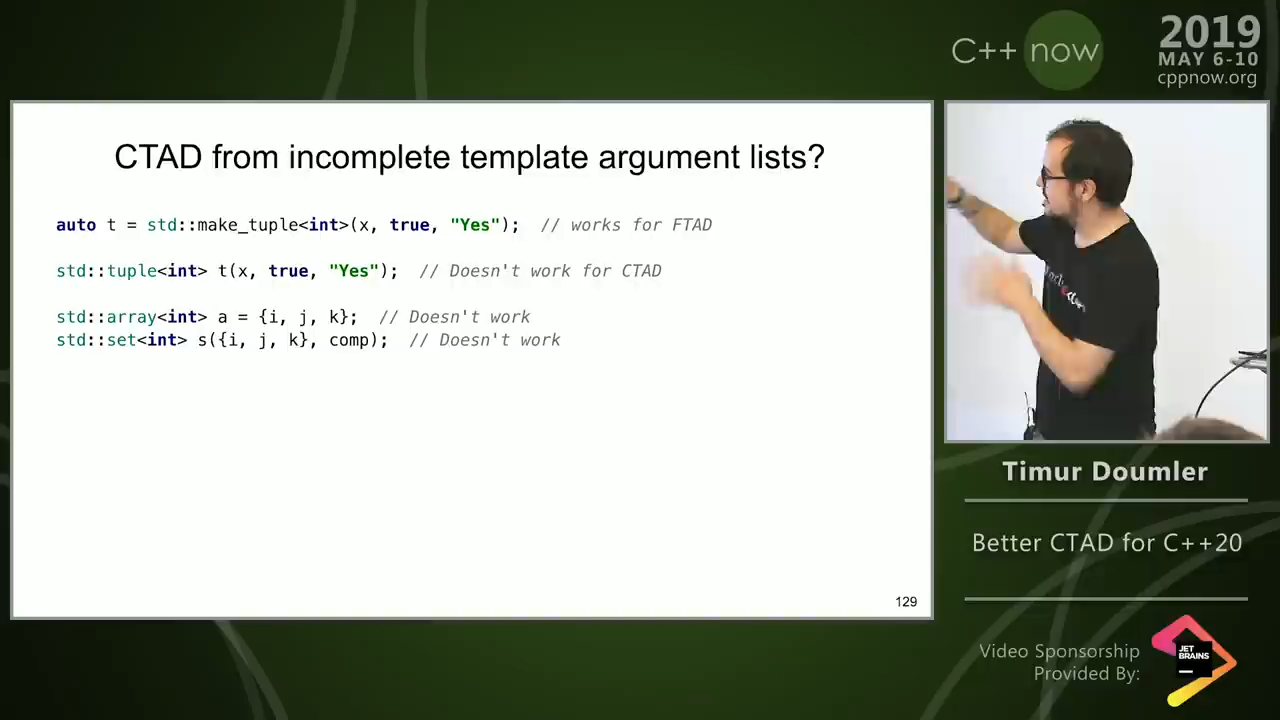 C++ now
2019
MAY 6-10
cppnow.org
CTAD from incomplete template argument lists?
auto t = std::make_tuple<int>(x, true, "Yes"); // works for FTAD
std::tuple<int> t(x, true, "Yes"); // Doesn't work for CTAD
std::array<int> a = {i, j, k}; // Doesn't work
std::set<int> s({i, j, k}, comp); // Doesn't work
129
Timur Doumler
Better CTAD for C++20
Video Sponsorship
Provided By:
JET
BRAINS